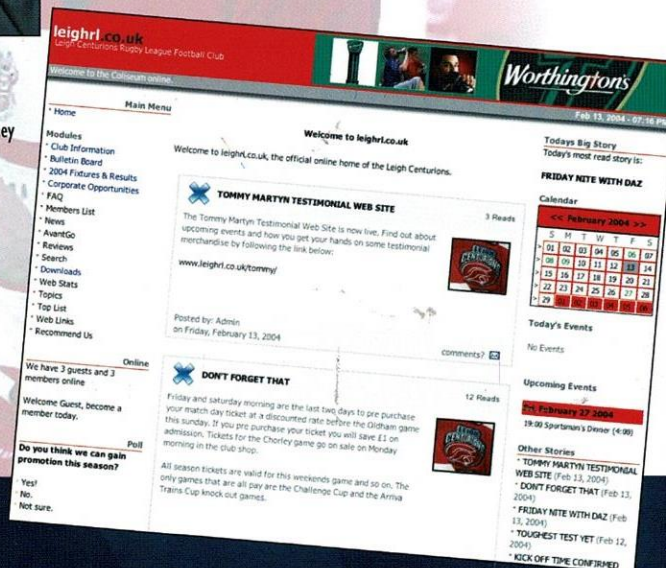 ey
leighrl.co.uk
Leigh Centurions Rugby League Football Club
Worthington's
Welcome to the Coliseum online.
Feb 13, 2004 - 07:16 PM
Main Menu
· Home
Modules
· Club Information
· Bulletin Board
· 2004 Fixtures & Results
· Corporate Opportunities
· FAQ
· Members List
· News
· AvantGo
· Reviews
· Search
· Downloads
· Web Stats
· Topics
· Top List
· Web Links
· Recommend Us
Online
We have 3 guests and 3
members online
Welcome Guest, become a
member today.
Poll
Do you think we can gain
promotion this season?
· Yes!
· No.
· Not sure.
Welcome to leighrl.co.uk
Welcome to leighrl.co.uk, the official online home of the Leigh Centurions.
TOMMY MARTYN TESTIMONIAL WEB SITE
3 Reads
The Tommy Martyn Testimonial Web Site is now live. Find out about
upcoming events and how you get your hands on some testimonial
merchandise by following the link below:
www.leighrl.co.uk/tommy/
LEIGH
CENTURIONS
Posted by: Admin
on Friday, February 13, 2004
comments?
DON'T FORGET THAT
12 Reads
Friday and saturday morning are the last two days to pre purchase
your match day ticket at a discounted rate before the Oldham game
this sunday. If you pre purchase your ticket you will save £1 on
admission. Tickets for the Chorley game go on sale on Monday
morning in the club shop.
LEIGH
CENTURIONS
All season tickets are valid for this weekends game and so on. The
only games that are all pay are the Challenge Cup and the Arriva
Trains Cup knock out games.
Todays Big Story
Today's most read story is:
FRIDAY NITE WITH DAZ
Calendar
<< February 2004 >>
S M T W T F S
> 01 02 03 04 05 06 07
> 08 09 10 11 12 13 14
> 15 16 17 18 19 20 21
> 22 23 24 25 26 27 28
> 29 01 02 03 04 05 06
Today's Events
No Events
Upcoming Events
Fri, February 27 2004
19:00 Sportsman's Dinner (4:00)
Other Stories
· TOMMY MARTYN TESTIMONIAL
WEB SITE (Feb 13, 2004)
· DON'T FORGET THAT (Feb 13,
2004)
· FRIDAY NITE WITH DAZ (Feb
13, 2004)
· TOUGHEST TEST YET (Feb 12,
2004)
· KICK OFF TIME CONFIRMED